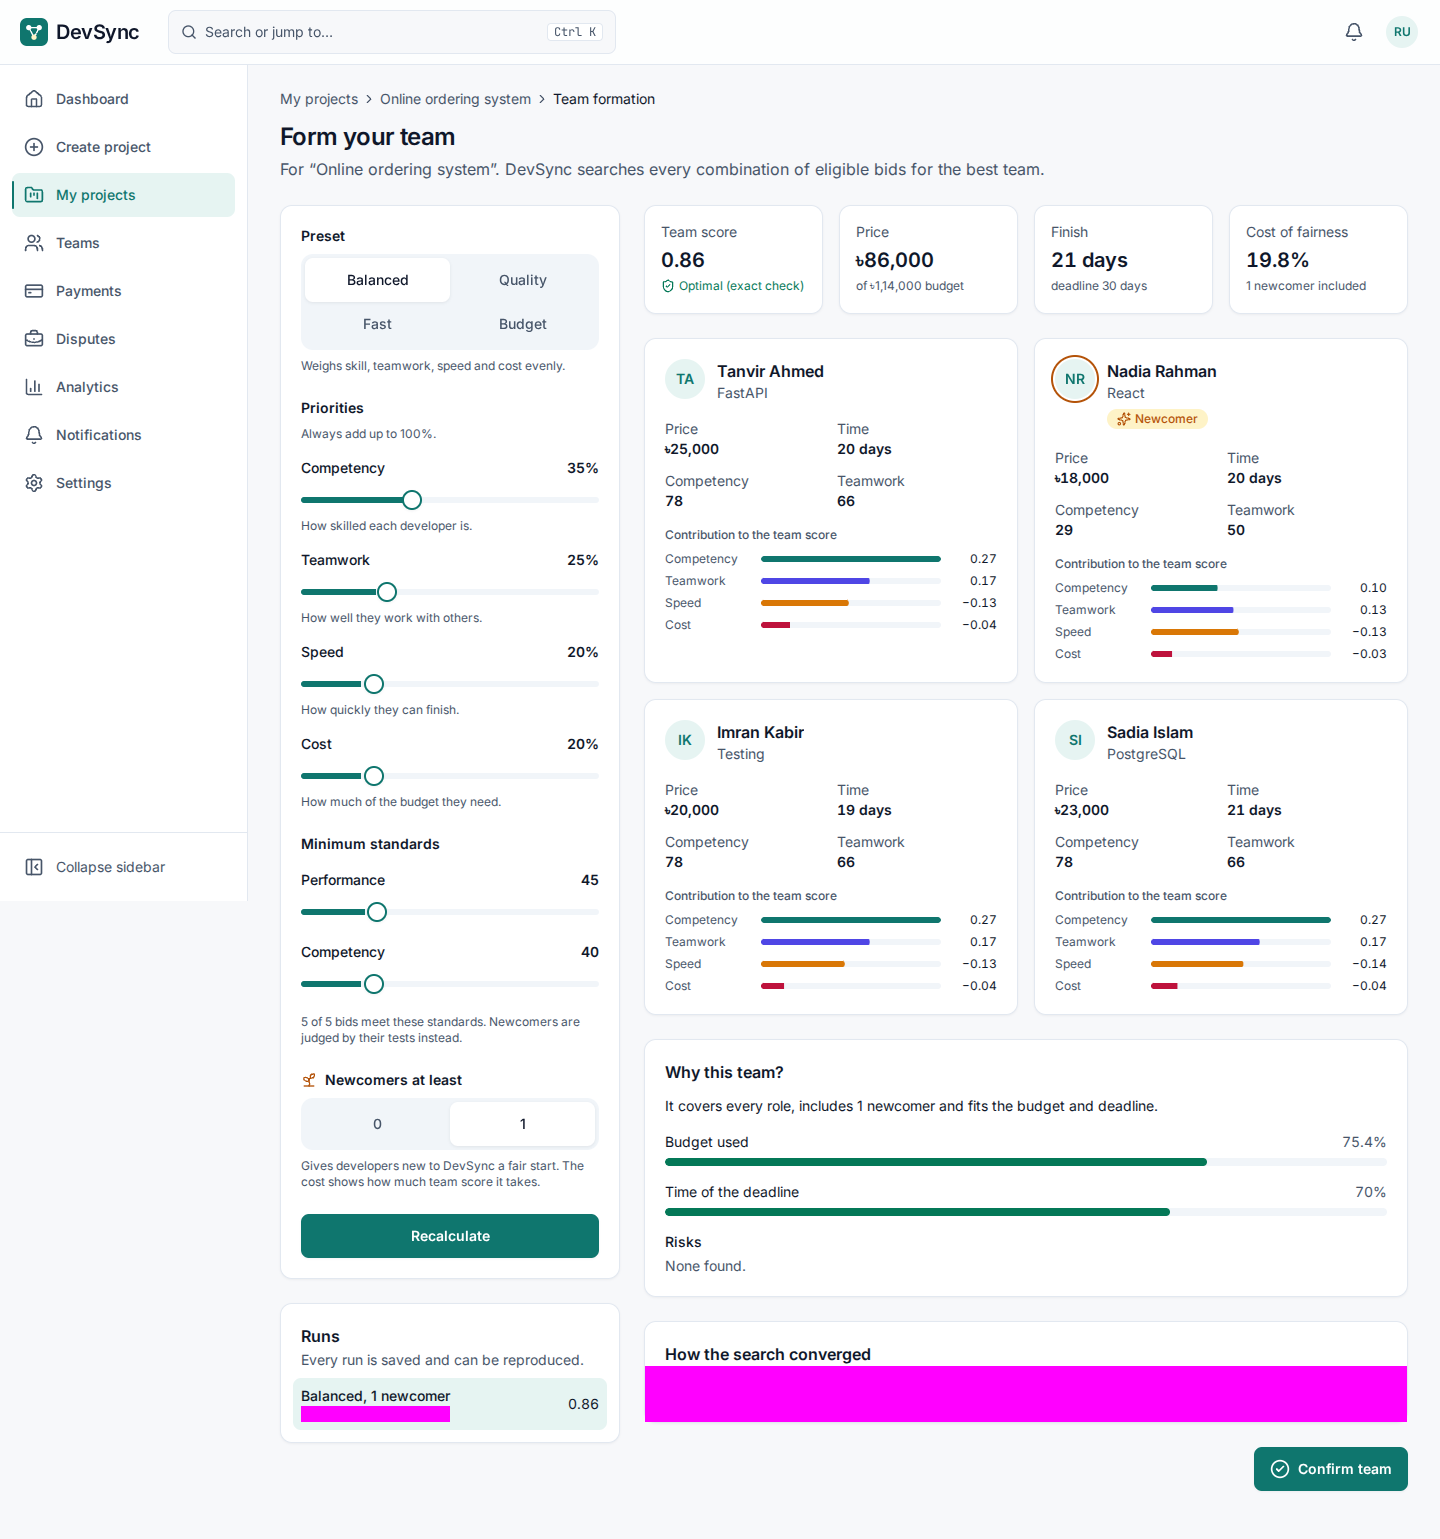 DevSync
Search or jump to...
Ctrl K
RU
Dashboard
Create project
My projects
Teams
Payments
Disputes
Analytics
Notifications
Settings
Collapse sidebar
My projects > Online ordering system > Team formation
Form your team
For “Online ordering system”. DevSync searches every combination of eligible bids for the best team.
Preset
Balanced
Quality
Fast
Budget
Weighs skill, teamwork, speed and cost evenly.
Priorities
Always add up to 100%.
Competency 35%
How skilled each developer is.
Teamwork 25%
How well they work with others.
Speed 20%
How quickly they can finish.
Cost 20%
How much of the budget they need.
Minimum standards
Performance 45
Competency 40
5 of 5 bids meet these standards. Newcomers are
judged by their tests instead.
Newcomers at least
0
1
Gives developers new to DevSync a fair start. The
cost shows how much team score it takes.
Recalculate
Runs
Every run is saved and can be reproduced.
Balanced, 1 newcomer
0.86
Team score
0.86
Optimal (exact check)
Price
৳86,000
of ৳1,14,000 budget
Finish
21 days
deadline 30 days
Cost of fairness
19.8%
1 newcomer included
TA
Tanvir Ahmed
FastAPI
Price
৳25,000
Time
20 days
Competency
78
Teamwork
66
Contribution to the team score
Competency 0.27
Teamwork 0.17
Speed −0.13
Cost −0.04
NR
Nadia Rahman
React
Newcomer
Price
৳18,000
Time
20 days
Competency
29
Teamwork
50
Contribution to the team score
Competency 0.10
Teamwork 0.13
Speed −0.13
Cost −0.03
IK
Imran Kabir
Testing
Price
৳20,000
Time
19 days
Competency
78
Teamwork
66
Contribution to the team score
Competency 0.27
Teamwork 0.17
Speed −0.13
Cost −0.04
SI
Sadia Islam
PostgreSQL
Price
৳23,000
Time
21 days
Competency
78
Teamwork
66
Contribution to the team score
Competency 0.27
Teamwork 0.17
Speed −0.14
Cost −0.04
Why this team?
It covers every role, includes 1 newcomer and fits the budget and deadline.
Budget used 75.4%
Time of the deadline 70%
Risks
None found.
How the search converged
Confirm team